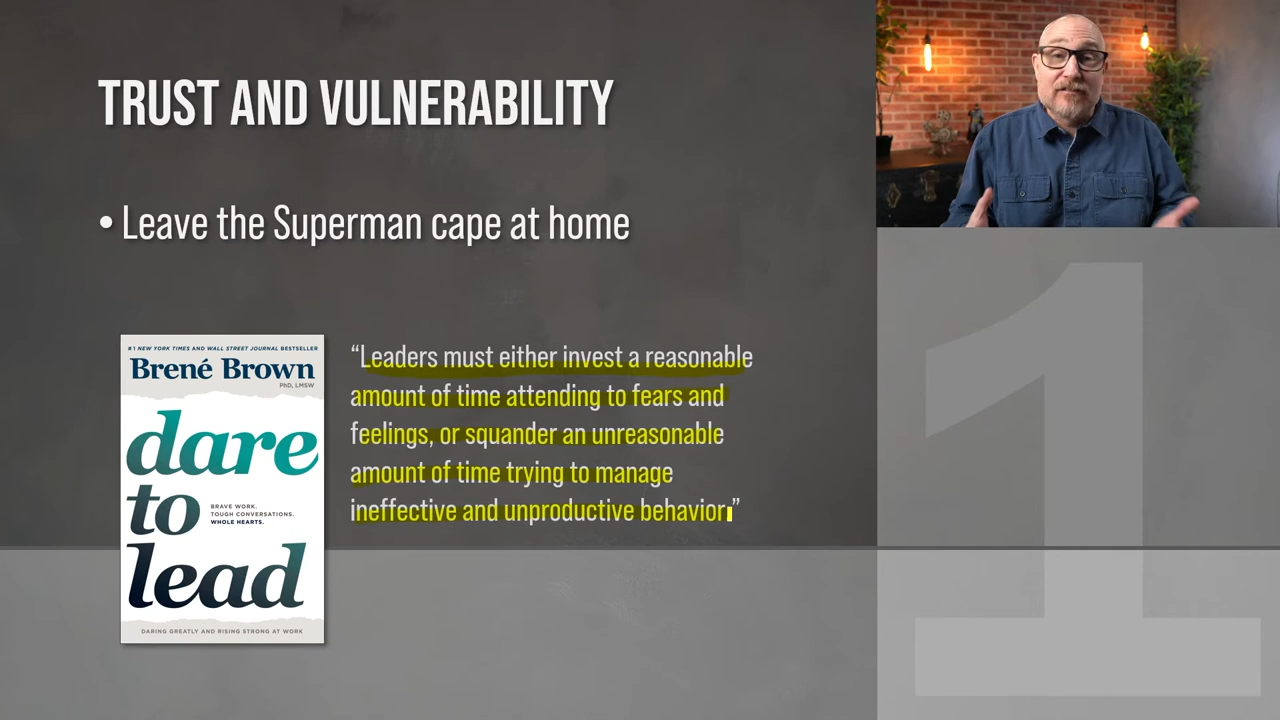 TRUST AND VULNERABILITY
• Leave the Superman cape at home
#1 NEW YORK TIMES AND WALL STREET JOURNAL BESTSELLER
Brené Brown
PhD, LMSW
dare
to
BRAVE WORK.
TOUGH CONVERSATIONS.
WHOLE HEARTS.
lead
DARING GREATLY AND RISING STRONG AT WORK
“Leaders must either invest a reasonable
amount of time attending to fears and
feelings, or squander an unreasonable
amount of time trying to manage
ineffective and unproductive behavior.”
1